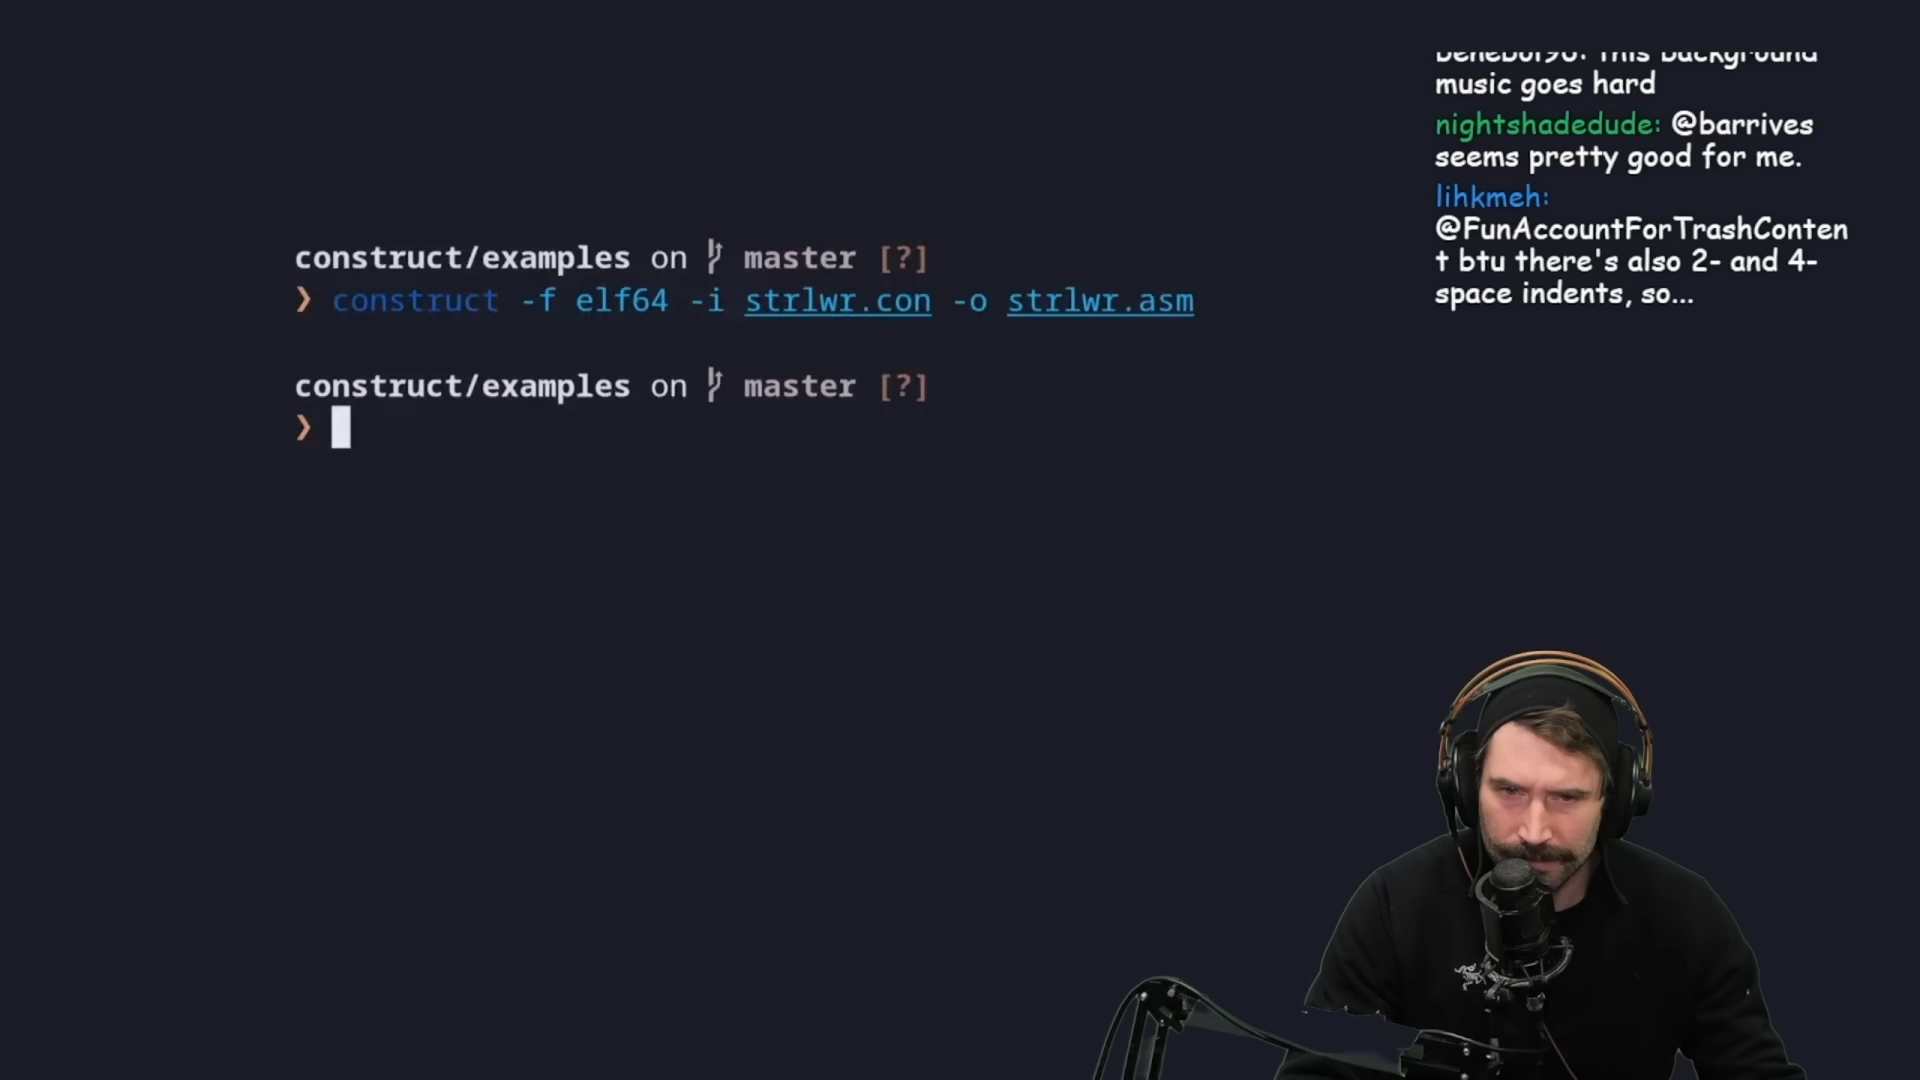 construct/examples on master [?]
❯ construct -f elf64 -i strlwr.con -o strlwr.asm
construct/examples on master [?]
❯
background
music goes hard
nightshadedude: @barrives
seems pretty good for me.
lihkmeh:
@FunAccountForTrashConten
t btu there's also 2- and 4-
space indents, so...